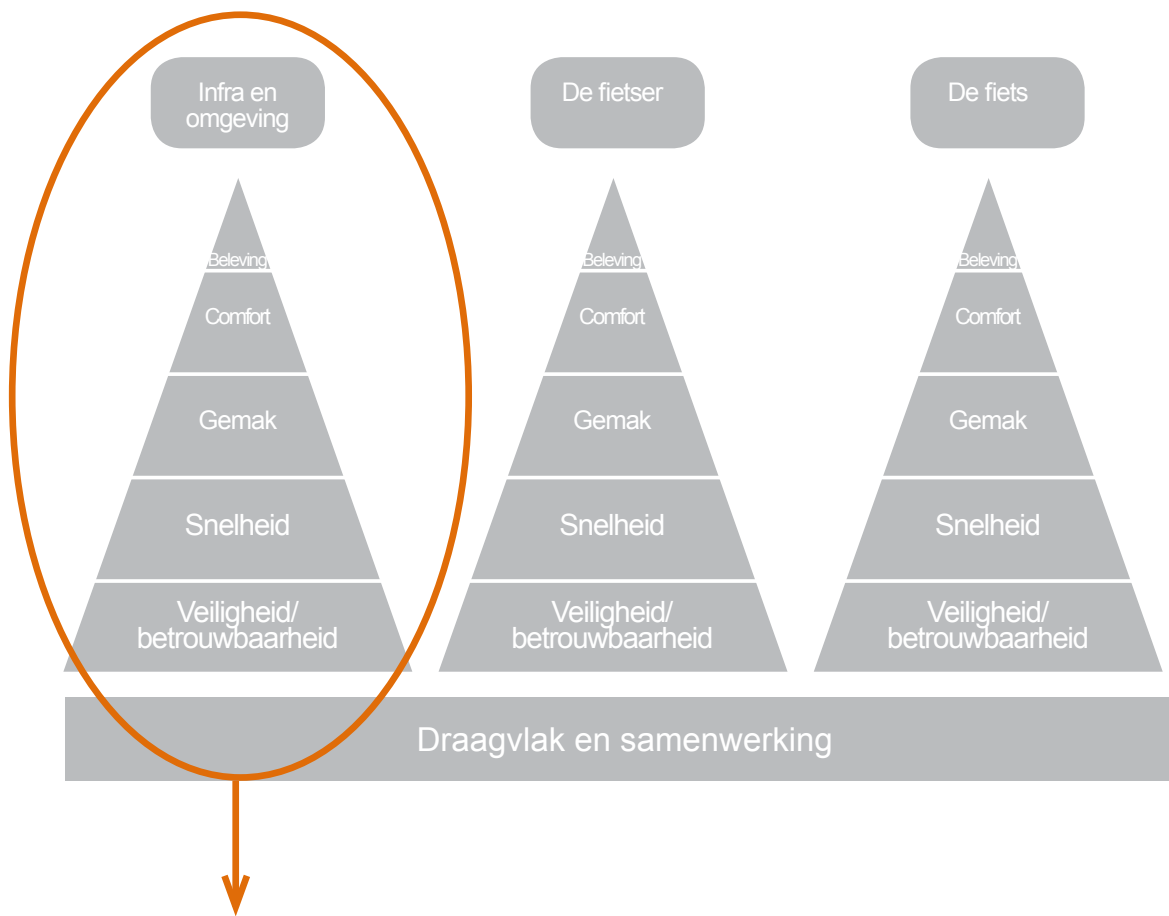 Infra en
omgeving
De fietser
De fiets
Beleving
Comfort
Gemak
Snelheid
Veiligheid/
betrouwbaarheid
Beleving
Comfort
Gemak
Snelheid
Veiligheid/
betrouwbaarheid
Beleving
Comfort
Gemak
Snelheid
Veiligheid/
betrouwbaarheid
Draagvlak en samenwerking